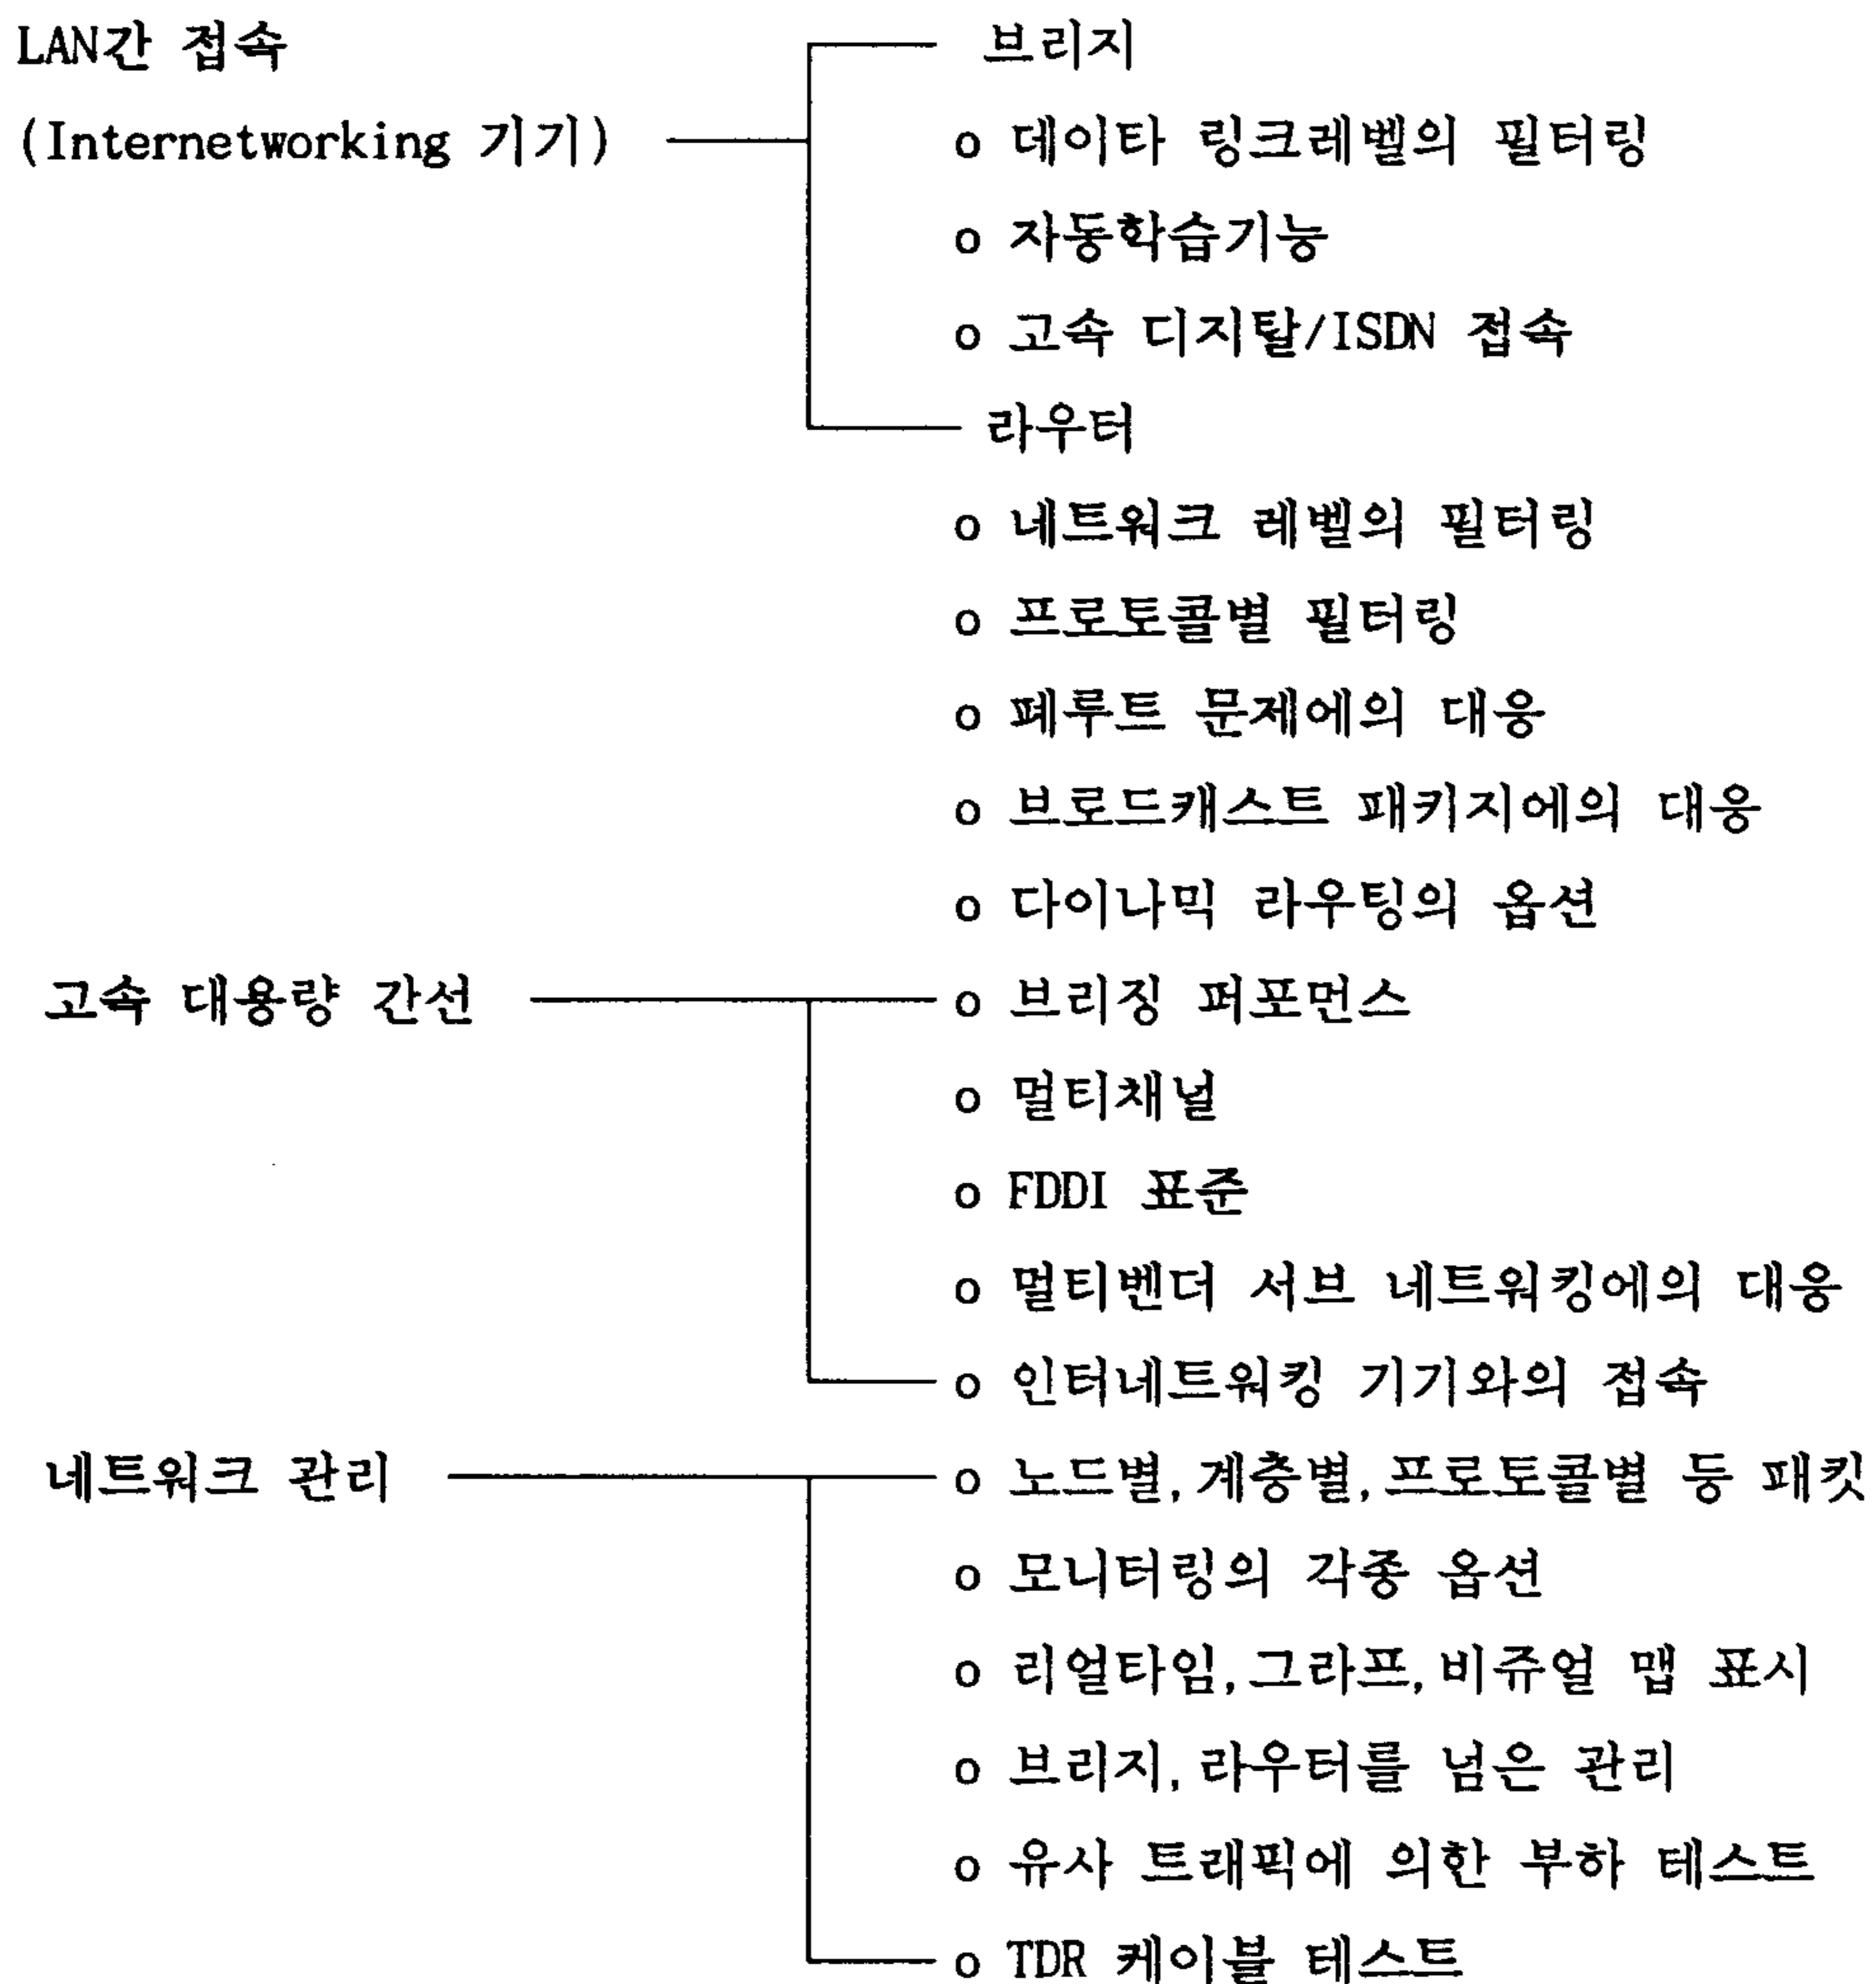 LAN간 접속
브리지
(Internetworking 기기)
o 데이타 링크레벨의 필터링
o 자동학습기능
o 고속 디지탈/ISDN 접속
라우터
o 네트워크 레벨의 필터링
o 프로토콜별 필터링
o 폐루트 문제에의 대응
o 브로드캐스트 패키지에의 대응
o 다이나믹 라우팅의 옵션
고속 대용량 간선
o 브리징 퍼포먼스
o 멀티채널
o FDDI 표준
o 멀티벤더 서브 네트워킹에의 대응
o 인터네트워킹 기기와의 접속
네트워크 관리
o 노드별, 계층별, 프로토콜별 등 패킷
o 모니터링의 각종 옵션
o 리얼타임, 그라프, 비쥬얼 맵 표시
o 브리지, 라우터를 넘은 관리
o 유사 트래픽에 의한 부하 테스트
o TDR 케이블 테스트